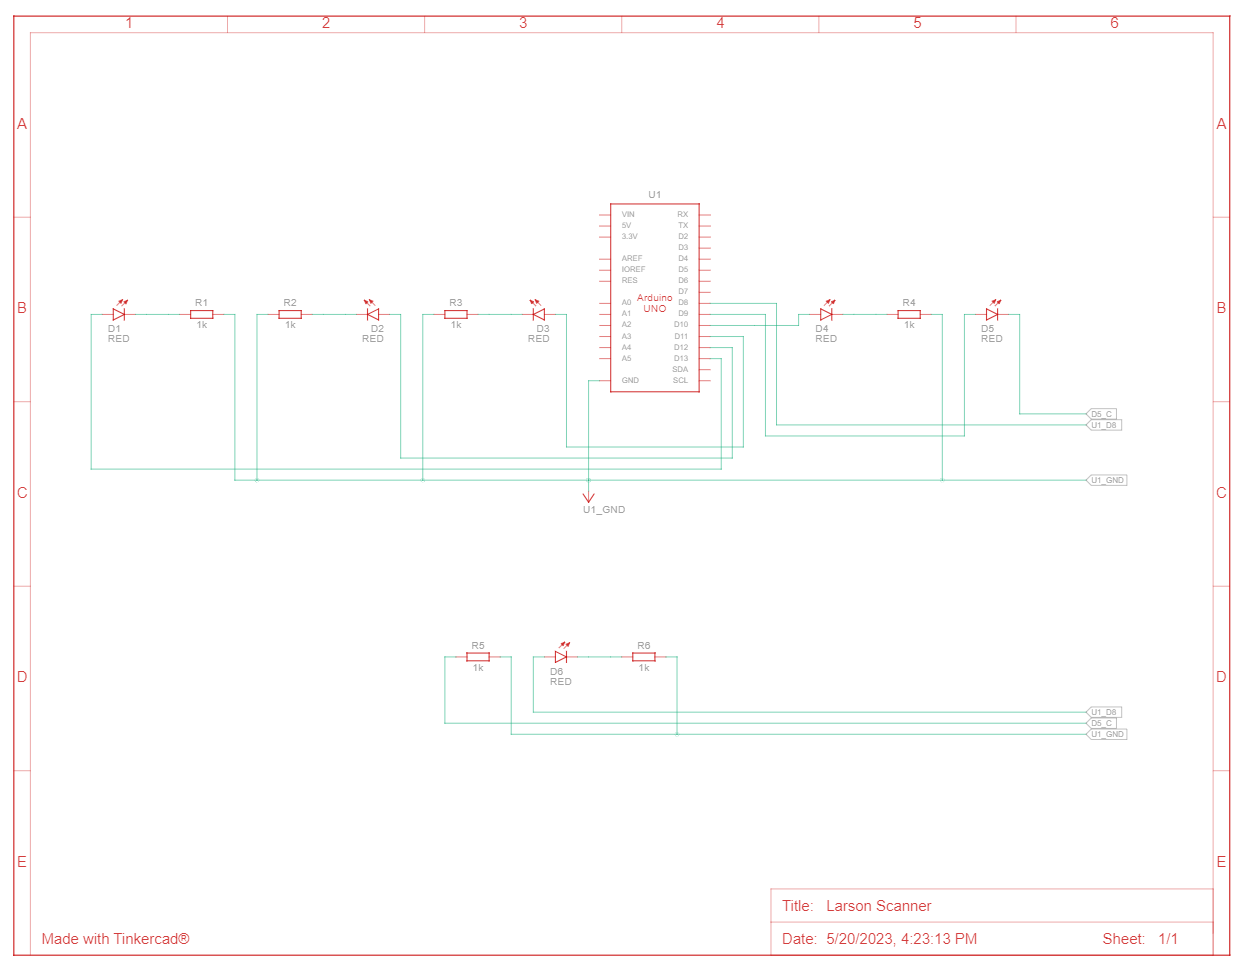 1 2 3 4 5 6
A A
U1
VIN RX
5V TX
3.3V D2
D3
AREF D4
IOREF D5
RES D6
D7
A0 D8
A1 D9
A2 D10
A3 D11
A4 D12
A5 D13
SDA
GND SCL
Arduino
UNO
B B
D1
RED
R1
1k
R2
1k
D2
RED
R3
1k
D3
RED
D4
RED
R4
1k
D5
RED
D5_C
U1_D8
U1_GND
C C
U1_GND
R5
1k
D6
RED
R6
1k
D D
U1_D8
D5_C
U1_GND
E E
Title: Larson Scanner
Made with Tinkercad®
Date: 5/20/2023, 4:23:13 PM Sheet: 1/1